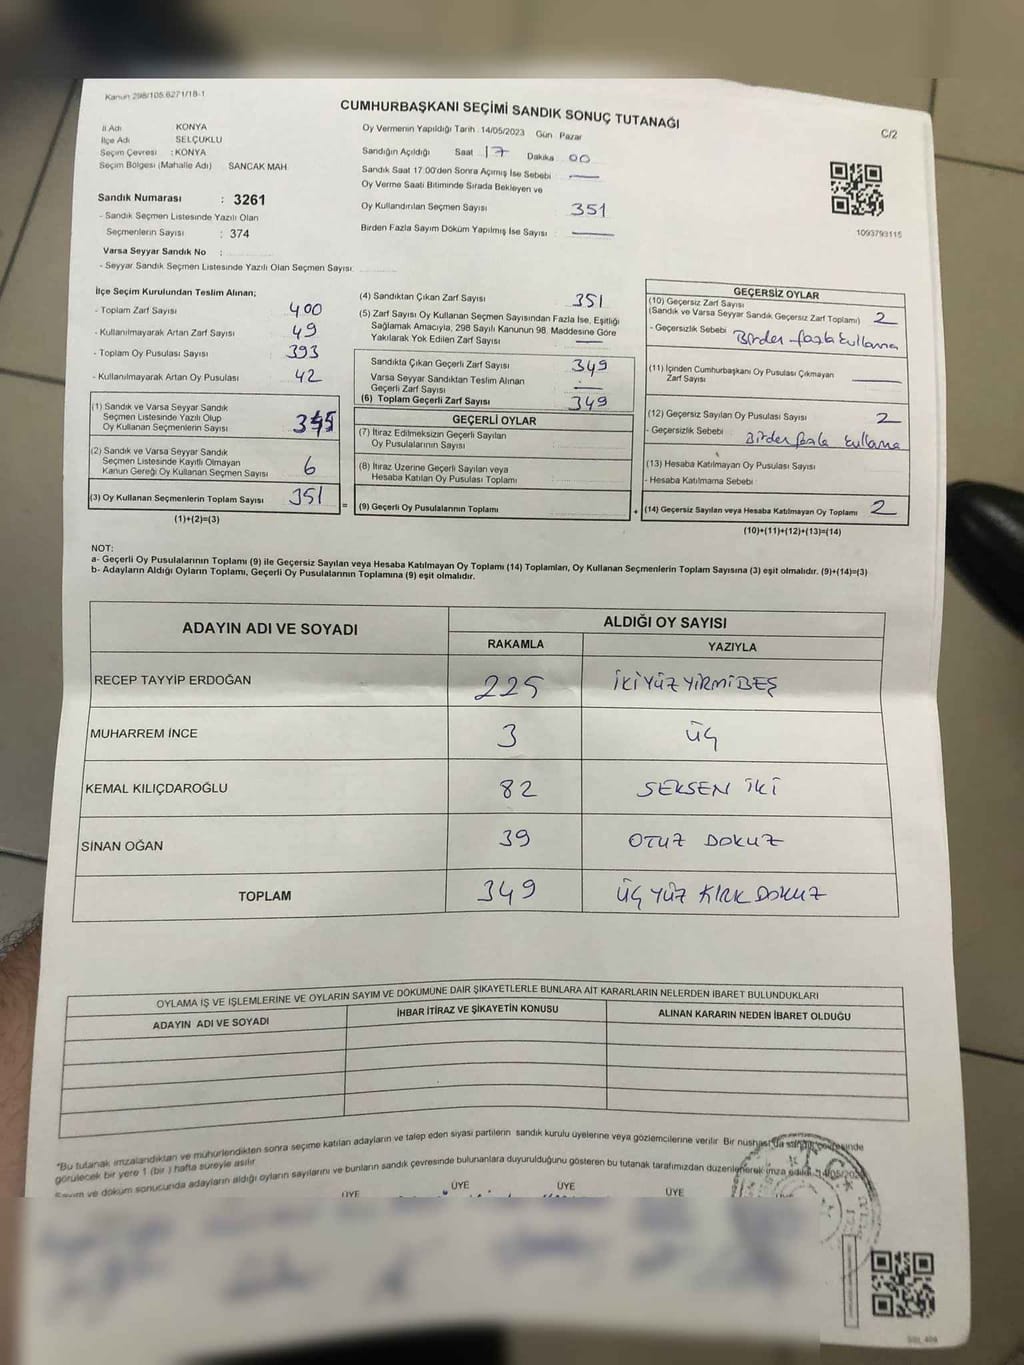 Kanun 298/105.6271/18-1
CUMHURBAŞKANI SEÇİMİ SANDIK SONUÇ TUTANAĞI
C/2
İl Adı KONYA
İlçe Adı SELÇUKLU
Seçim Çevresi : KONYA
Seçim Bölgesi (Mahalle Adı) SANCAK MAH
Sandık Numarası : 3261
- Sandık Seçmen Listesinde Yazılı Olan
Seçmenlerin Sayısı : 374
Varsa Seyyar Sandık No :
- Seyyar Sandık Seçmen Listesinde Yazılı Olan Seçmen Sayısı
Oy Vermenin Yapıldığı Tarih 14/05/2023 Gün Pazar
Sandığın Açıldığı Saat 17 Dakika 00
Sandık Saat 17.00'den Sonra Açımış İse Sebebi —
Oy Verme Saati Bitiminde Sırada Bekleyen ve
Oy Kullandırılan Seçmen Sayısı 351
Birden Fazla Sayım Döküm Yapılmış İse Sayısı : —
1093793115
İlçe Seçim Kurulundan Teslim Alınan;
- Toplam Zarf Sayısı 400
- Kullanılmayarak Artan Zarf Sayısı 49
- Toplam Oy Pusulası Sayısı 393
- Kullanılmayarak Artan Oy Pusulası 42
(1) Sandık ve Varsa Seyyar Sandık
Seçmen Listesinde Yazılı Olup
Oy Kullanan Seçmenlerin Sayısı
(2) Sandık ve Varsa Seyyar Sandık
Seçmen Listesinde Kayıtlı Olmayan
Kanun Gereği Oy Kullanan Seçmen Sayısı 6
(3) Oy Kullanan Seçmenlerin Toplam Sayısı 351 =
(1)+(2)=(3)
(4) Sandıktan Çıkan Zarf Sayısı 351
(5) Zarf Sayısı Oy Kullanan Seçmen Sayısından Fazla İse, Eşitliği
Sağlamak Amacıyla, 298 Sayılı Kanunun 98. Maddesine Göre
Yakılarak Yok Edilen Zarf Sayısı —
Sandıkta Çıkan Geçerli Zarf Sayısı 349
Varsa Seyyar Sandıktan Teslim Alınan
Geçerli Zarf Sayısı —
(6) Toplam Geçerli Zarf Sayısı 349
GEÇERLİ OYLAR
(7) İtiraz Edilmeksizin Geçerli Sayılan
Oy Pusulalarının Sayısı
(8) İtiraz Üzerine Geçerli Sayılan veya
Hesaba Katılan Oy Pusulası Toplamı
(9) Geçerli Oy Pusulalarının Toplamı +
GEÇERSİZ OYLAR
(10) Geçersiz Zarf Sayısı
(Sandık ve Varsa Seyyar Sandık Geçersiz Zarf Toplamı) 2
- Geçersizlik Sebebi Birden fazla kullanma
(11) İçinden Cumhurbaşkanı Oy Pusulası Çıkmayan
Zarf Sayısı —
(12) Geçersiz Sayılan Oy Pusulası Sayısı 2
- Geçersizlik Sebebi Birden fazla kullanma
(13) Hesaba Katılmayan Oy Pusulası Sayısı
- Hesaba Katılmama Sebebi
(14) Geçersiz Sayılan veya Hesaba Katılmayan Oy Toplamı 2
(10)+(11)+(12)+(13)=(14)
NOT:
a- Geçerli Oy Pusulalarının Toplamı (9) ile Geçersiz Sayılan veya Hesaba Katılmayan Oy Toplamı (14) Toplamları, Oy Kullanan Seçmenlerin Toplam Sayısına (3) eşit olmalıdır. (9)+(14)=(3)
b- Adayların Aldığı Oyların Toplamı, Geçerli Oy Pusulalarının Toplamına (9) eşit olmalıdır.
ADAYIN ADI VE SOYADI
ALDIĞI OY SAYISI
RAKAMLA YAZIYLA
RECEP TAYYİP ERDOĞAN 225 İKİYÜZYİRMİBEŞ
MUHARREM İNCE 3 ÜÇ
KEMAL KILIÇDAROĞLU 82 SEKSEN İKİ
SİNAN OĞAN 39 OTUZ DOKUZ
TOPLAM 349 ÜÇ YÜZ KIRK DOKUZ
OYLAMA İŞ VE İŞLEMLERİNE VE OYLARIN SAYIM VE DÖKÜMÜNE DAİR ŞİKAYETLERLE BUNLARA AİT KARARLARIN NELERDEN İBARET BULUNDUKLARI
ADAYIN ADI VE SOYADI İHBAR İTİRAZ VE ŞİKAYETİN KONUSU ALINAN KARARIN NEDEN İBARET OLDUĞU
*Bu tutanak imzalandıktan ve mühürlendikten sonra seçime katılan adayların ve talep eden siyasi partilerin sandık kurulu üyelerine veya gözlemcilerine verilir Bir nushası da sandık çevresinde
görülecek bir yere 1 (bir) hafta süreyle asılır
Sayım ve döküm sonucunda adayların aldığı oyların sayılarını ve bunların sandık çevresinde bulunanlara duyurulduğunu gösteren bu tutanak tarafımızdan düzenlenerek imza edildi.
ÜYE ÜYE ÜYE ÜYE